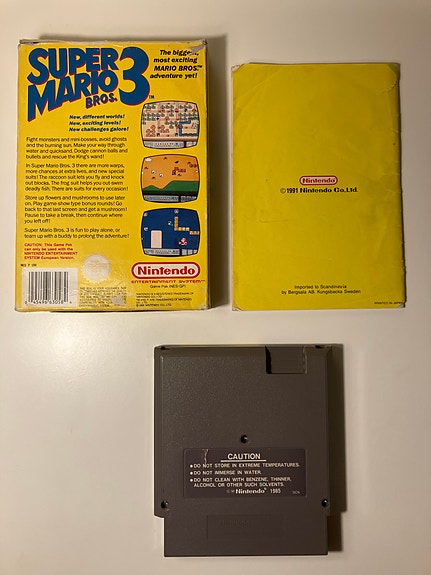 SUPER
MARIO
BROS. 3™
The biggest,
most exciting
MARIO BROS.™
adventure yet!
New, different worlds!
New, exciting levels!
New challenges galore!
Fight monsters and mini-bosses, avoid ghosts
and the burning sun. Make your way through
water and quicksand. Dodge cannon balls and
bullets and rescue the King's wand!
In Super Mario Bros. 3 there are more warps,
more chances at extra lives, and new special
suits! The raccoon suit lets you fly and knock
out blocks. The frog suit helps you out swim
deadly fish. There are suits for every occasion!
Store up flowers and mushrooms to use later
on. Play game show type bonus rounds! Go
back to that last screen and get a mushroom!
Pause to take a break, then continue where
you left off!
Super Mario Bros. 3 is fun to play alone, or
team up with a buddy to prolong the adventure!
CAUTION: This Game Pak
can only be used with the
NINTENDO ENTERTAINMENT
SYSTEM European Version.
Nintendo
ENTERTAINMENT SYSTEM™
Nintendo
©1991 Nintendo Co.,Ltd.
Imported to Scandinavia
by Bergsala AB, Kungsbacka Sweden
PRINTED IN JAPAN
CAUTION
● DO NOT STORE IN EXTREME TEMPERATURES.
● DO NOT IMMERSE IN WATER.
● DO NOT CLEAN WITH BENZENE, THINNER,
ALCOHOL OR OTHER SUCH SOLVENTS.
Nintendo® 1985